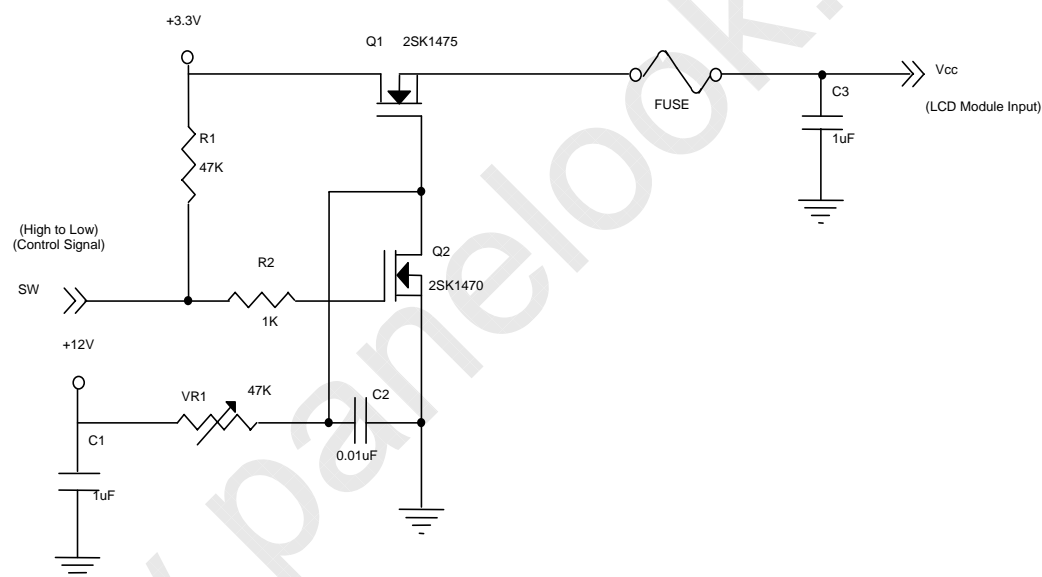 +3.3V
Q1 2SK1475
R1
47K
FUSE
C3
1uF
Vcc
(LCD Module Input)
(High to Low)
(Control Signal)
SW
R2
1K
Q2
2SK1470
+12V
VR1
47K
C2
0.01uF
C1
1uF
panelook.